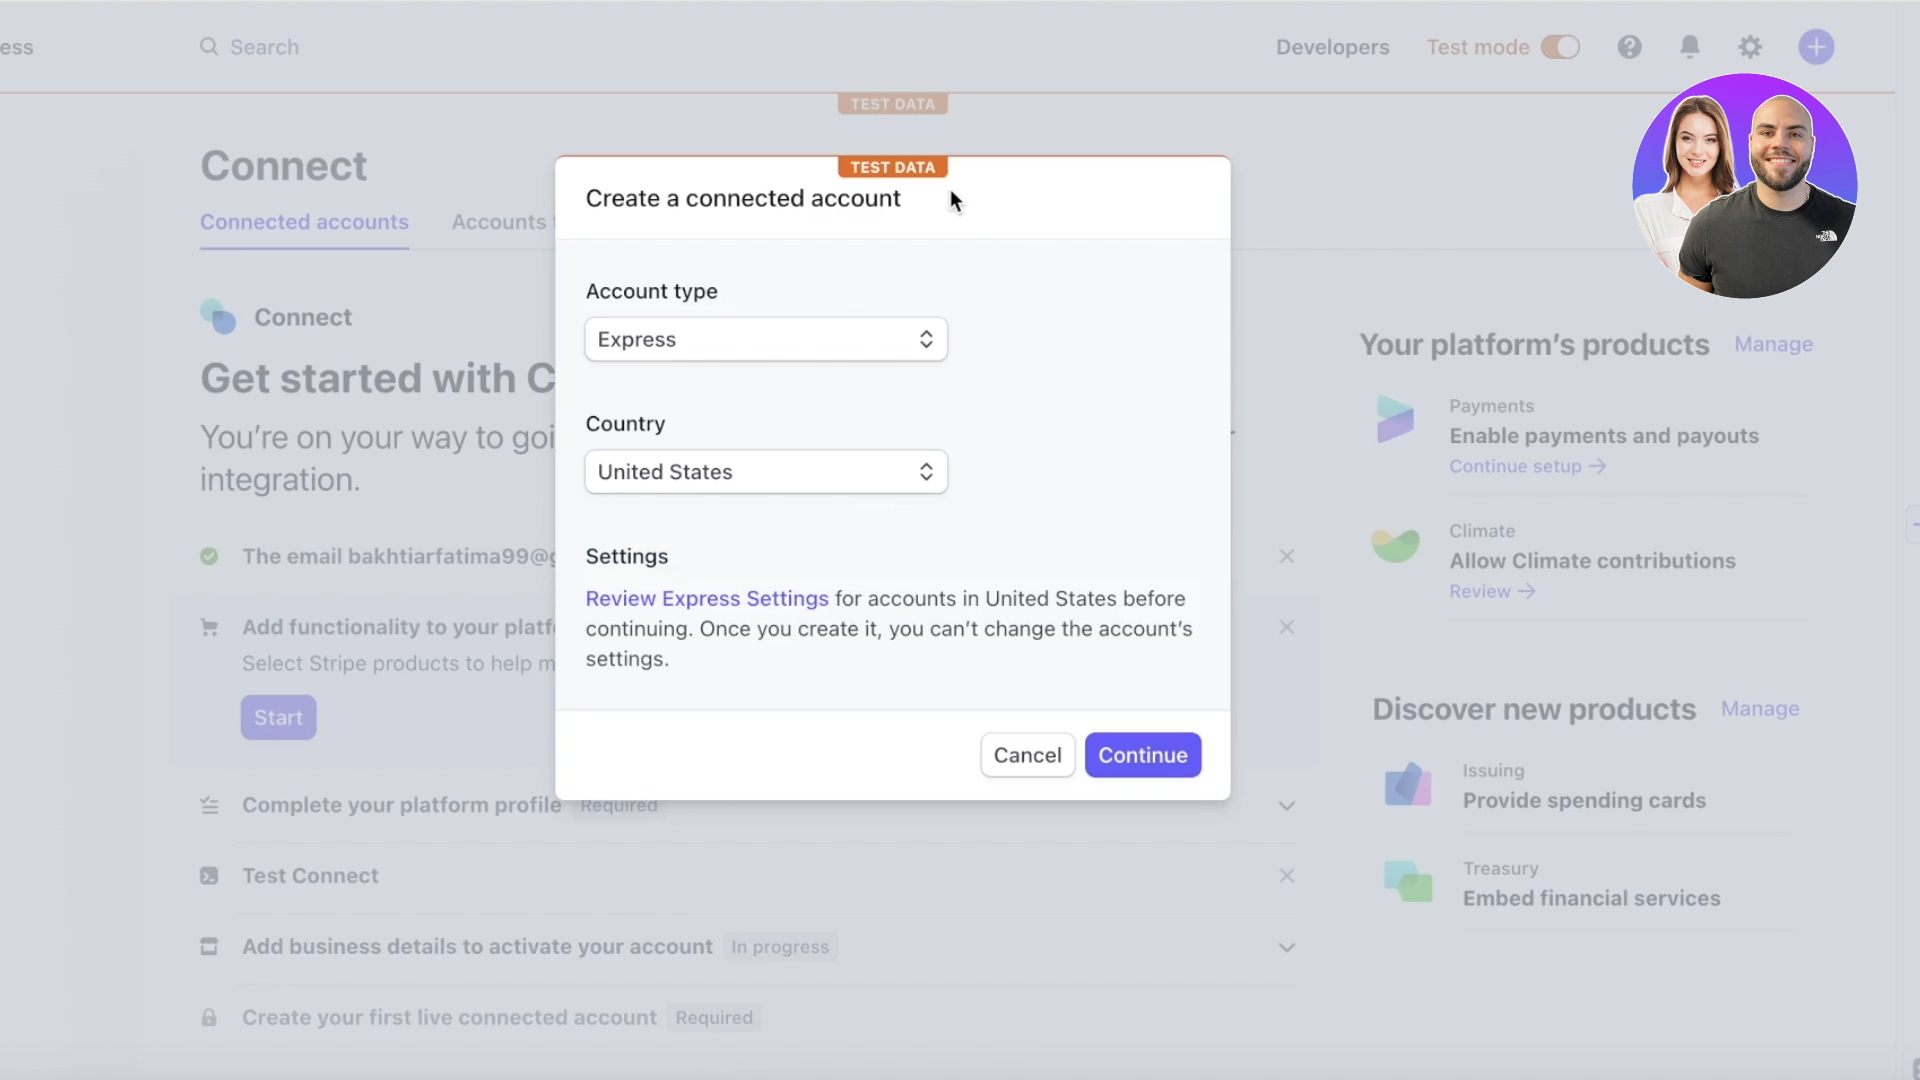 ess
Search
Developers
Test mode
TEST DATA
Connect
Connected accounts
Accounts
Connect
Get started with C
You're on your way to goi
integration.
The email bakhtiarfatima99@g
Add functionality to your platf
Select Stripe products to help m
Start
Complete your platform profile Required
Test Connect
Add business details to activate your account In progress
Create your first live connected account Required
TEST DATA
Create a connected account
Account type
Express
Country
United States
Settings
Review Express Settings for accounts in United States before
continuing. Once you create it, you can't change the account's
settings.
Cancel
Continue
THE NORTH FACE
Your platform's products Manage
Payments
Enable payments and payouts
Continue setup →
Climate
Allow Climate contributions
Review →
Discover new products Manage
Issuing
Provide spending cards
Treasury
Embed financial services